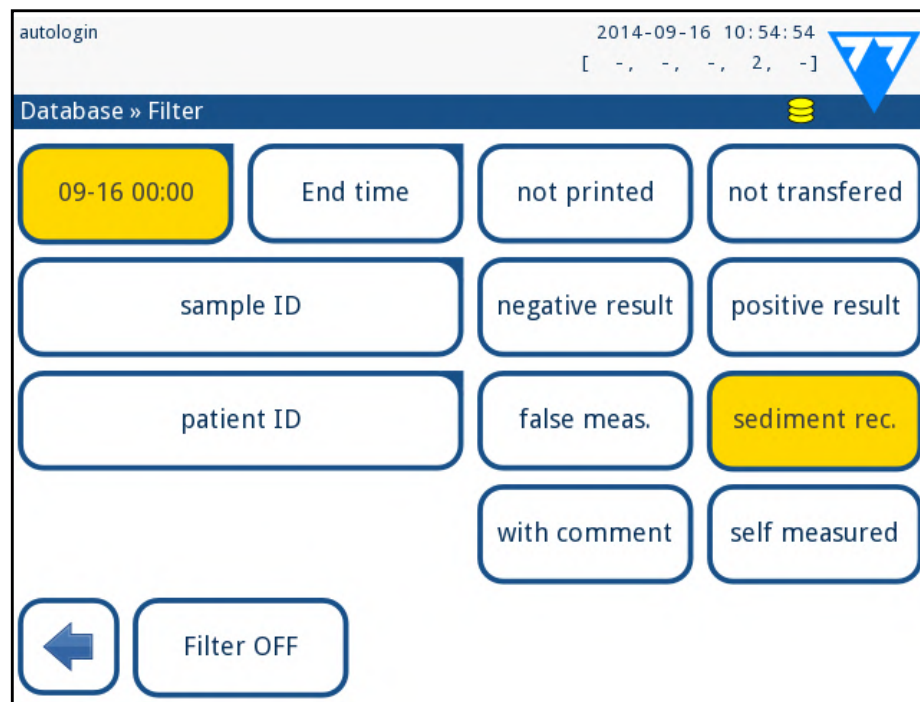 autologin
2014-09-16 10:54:54
[ -, -, -, 2, -]
Database » Filter
09-16 00:00
End time
not printed
not transfered
sample ID
negative result
positive result
patient ID
false meas.
sediment rec.
with comment
self measured
Filter OFF